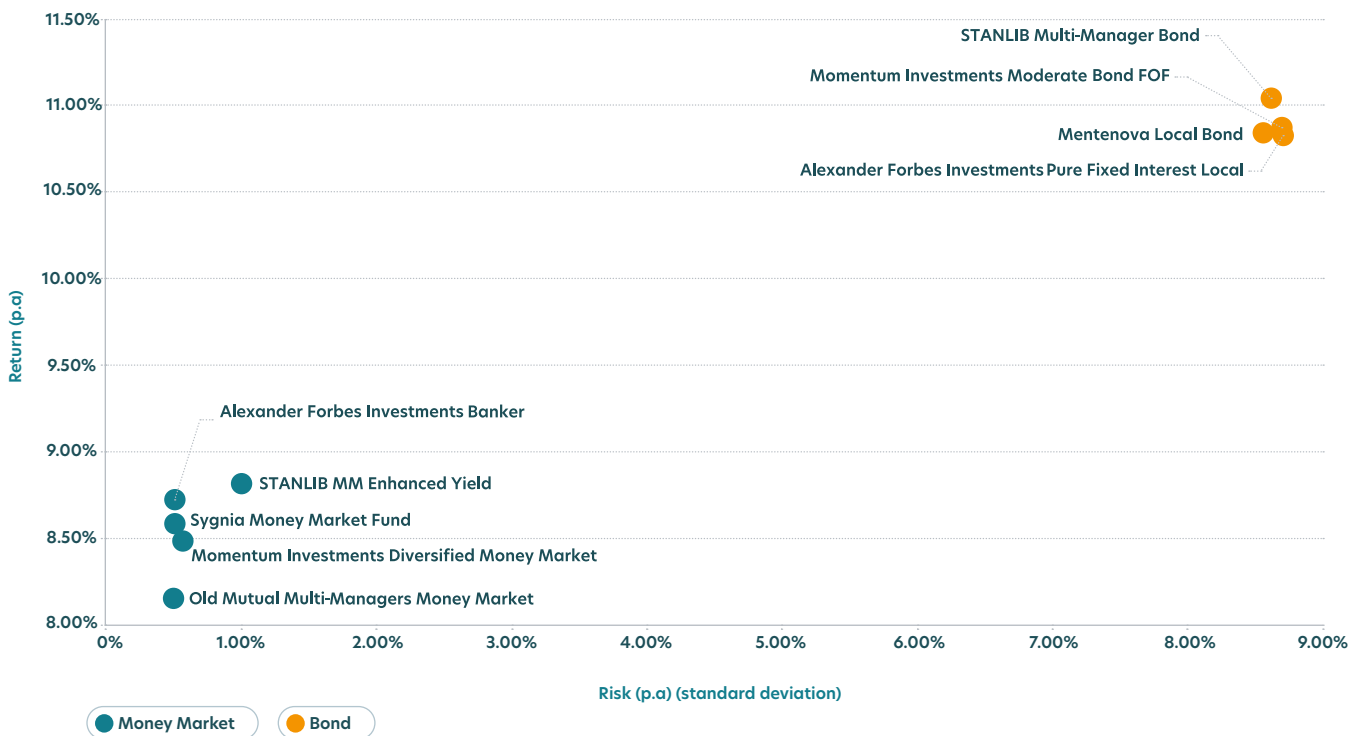 11.50%
STANLIB Multi-Manager Bond
Momentum Investments Moderate Bond FOF
11.00%
Mentenova Local Bond
Alexander Forbes Investments Pure Fixed Interest Local
10.50%
10.00%
Return (p.a)
9.50%
Alexander Forbes Investments Banker
9.00%
STANLIB MM Enhanced Yield
Sygnia Money Market Fund
8.50%
Momentum Investments Diversified Money Market
Old Mutual Multi-Managers Money Market
8.00%
0% 1.00% 2.00% 3.00% 4.00% 5.00% 6.00% 7.00% 8.00% 9.00%
Risk (p.a) (standard deviation)
Money Market Bond